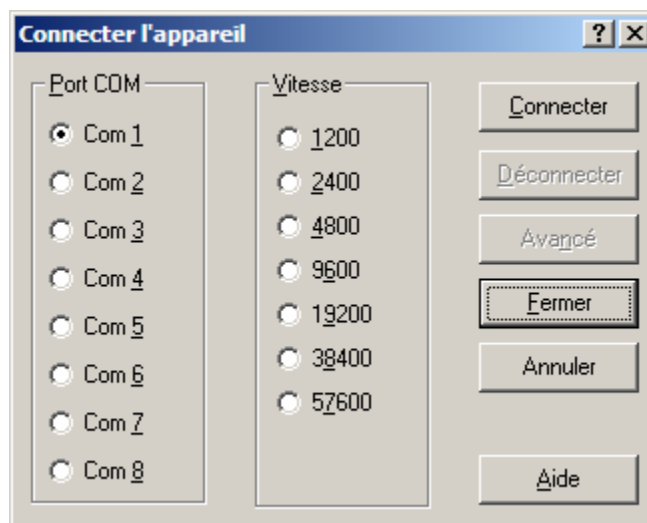 Connecter l'appareil
Port COM
Com 1
Com 2
Com 3
Com 4
Com 5
Com 6
Com 7
Com 8
Vitesse
1200
2400
4800
9600
19200
38400
57600
Connecter
Déconnecter
Avancé
Fermer
Annuler
Aide